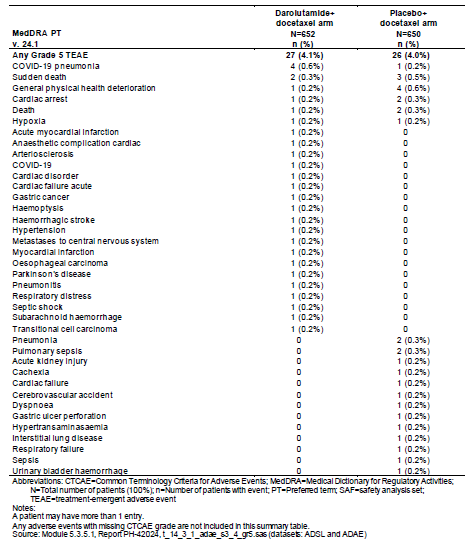 Darolutamide+ Placebo+
docetaxel arm docetaxel arm
MedDRA PT N=652 N=650
v. 24.1 n (%) n (%)
Any Grade 5 TEAE 27 (4.1%) 26 (4.0%)
COVID-19 pneumonia 4 (0.6%) 1 (0.2%)
Sudden death 2 (0.3%) 3 (0.5%)
General physical health deterioration 1 (0.2%) 4 (0.6%)
Cardiac arrest 1 (0.2%) 2 (0.3%)
Death 1 (0.2%) 2 (0.3%)
Hypoxia 1 (0.2%) 1 (0.2%)
Acute myocardial infarction 1 (0.2%) 0
Anaesthetic complication cardiac 1 (0.2%) 0
Arteriosclerosis 1 (0.2%) 0
COVID-19 1 (0.2%) 0
Cardiac disorder 1 (0.2%) 0
Cardiac failure acute 1 (0.2%) 0
Gastric cancer 1 (0.2%) 0
Haemoptysis 1 (0.2%) 0
Haemorrhagic stroke 1 (0.2%) 0
Hypertension 1 (0.2%) 0
Metastases to central nervous system 1 (0.2%) 0
Myocardial infarction 1 (0.2%) 0
Oesophageal carcinoma 1 (0.2%) 0
Parkinson's disease 1 (0.2%) 0
Pneumonitis 1 (0.2%) 0
Respiratory distress 1 (0.2%) 0
Septic shock 1 (0.2%) 0
Subarachnoid haemorrhage 1 (0.2%) 0
Transitional cell carcinoma 1 (0.2%) 0
Pneumonia 0 2 (0.3%)
Pulmonary sepsis 0 2 (0.3%)
Acute kidney injury 0 1 (0.2%)
Cachexia 0 1 (0.2%)
Cardiac failure 0 1 (0.2%)
Cerebrovascular accident 0 1 (0.2%)
Dyspnoea 0 1 (0.2%)
Gastric ulcer perforation 0 1 (0.2%)
Hypertransaminasaemia 0 1 (0.2%)
Interstitial lung disease 0 1 (0.2%)
Respiratory failure 0 1 (0.2%)
Sepsis 0 1 (0.2%)
Urinary bladder haemorrhage 0 1 (0.2%)
Abbreviations: CTCAE=Common Terminology Criteria for Adverse Events; MedDRA=Medical Dictionary for Regulatory Activities;
N=Total number of patients (100%); n=Number of patients with event; PT=Preferred term; SAF=safety analysis set;
TEAE=treatment-emergent adverse event
Notes:
A patient may have more than 1 entry.
Any adverse events with missing CTCAE grade are not included in this summary table.
Source: Module 5.3.5.1, Report PH-42024, t_14_3_1_adae_s3_4_gr5.sas (datasets: ADSL and ADAE)